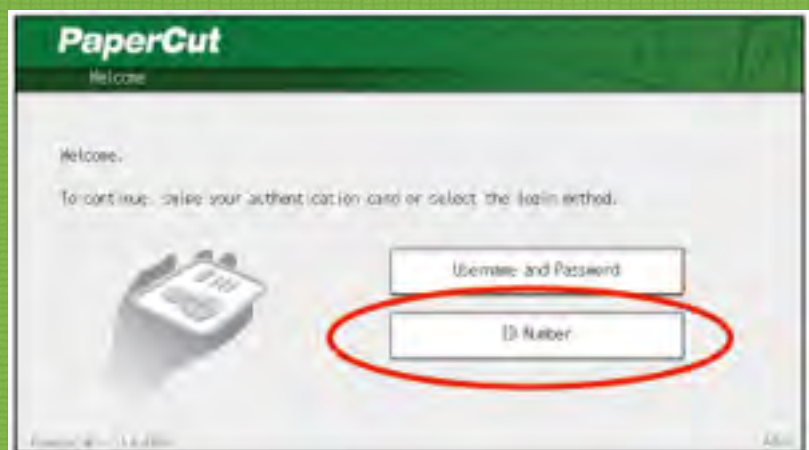 PaperCut
Welcome
Welcome.
To continue, swipe your authentication card or select the login method.
Username and Password
ID Number